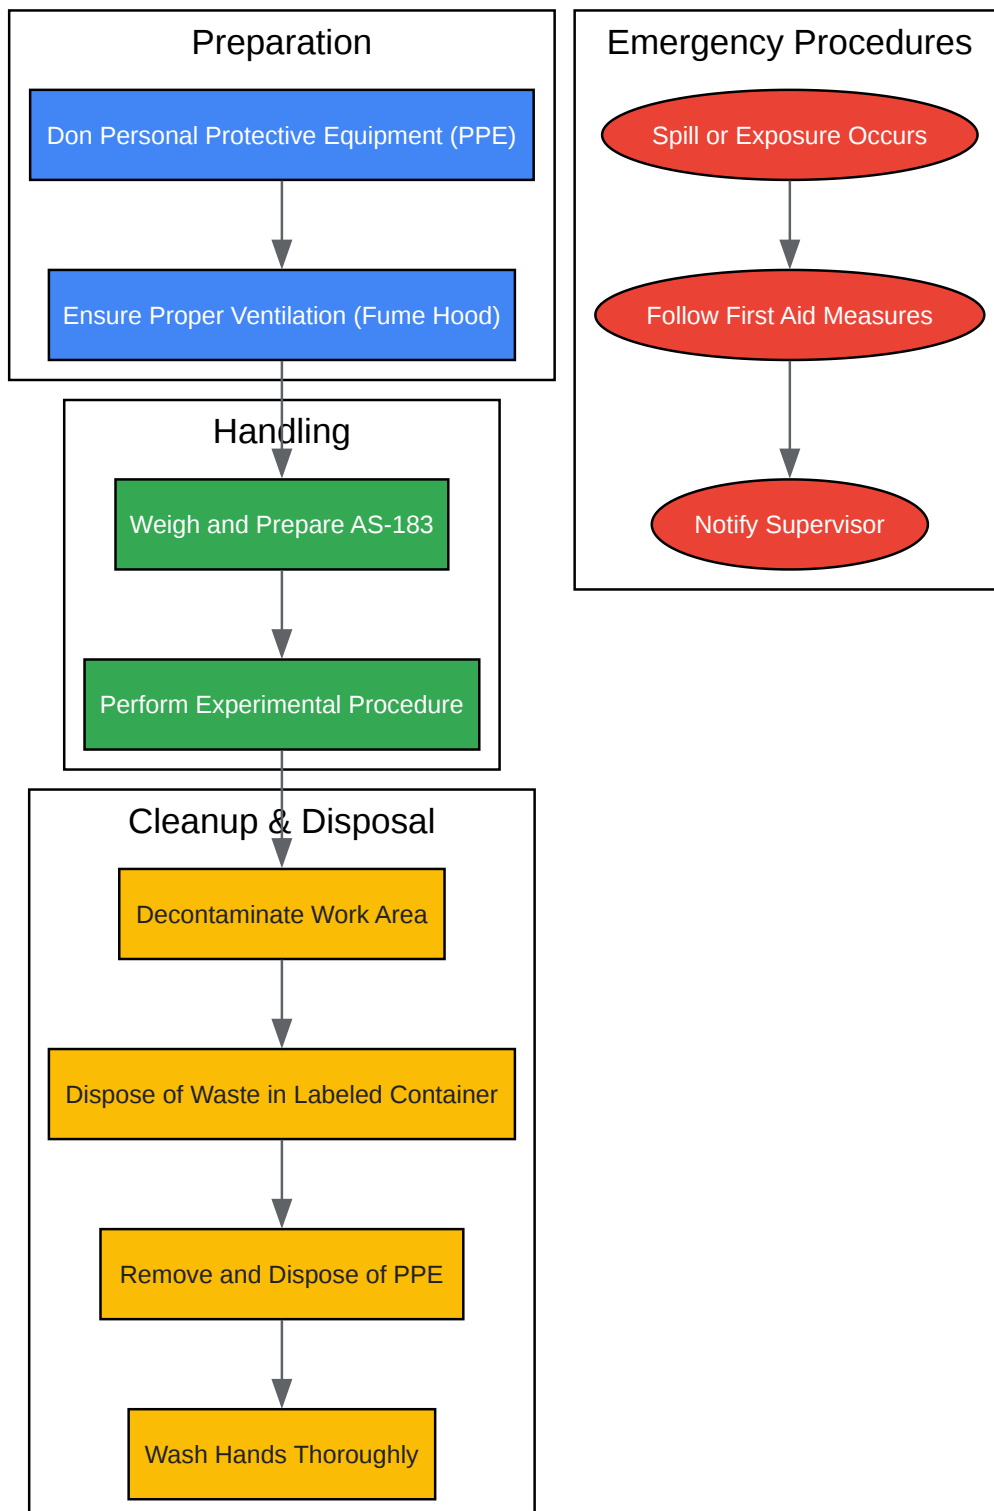 Preparation
Don Personal Protective Equipment (PPE)
Ensure Proper Ventilation (Fume Hood)
Handling
Weigh and Prepare AS-183
Perform Experimental Procedure
Cleanup & Disposal
Decontaminate Work Area
Dispose of Waste in Labeled Container
Remove and Dispose of PPE
Wash Hands Thoroughly
Emergency Procedures
Spill or Exposure Occurs
Follow First Aid Measures
Notify Supervisor